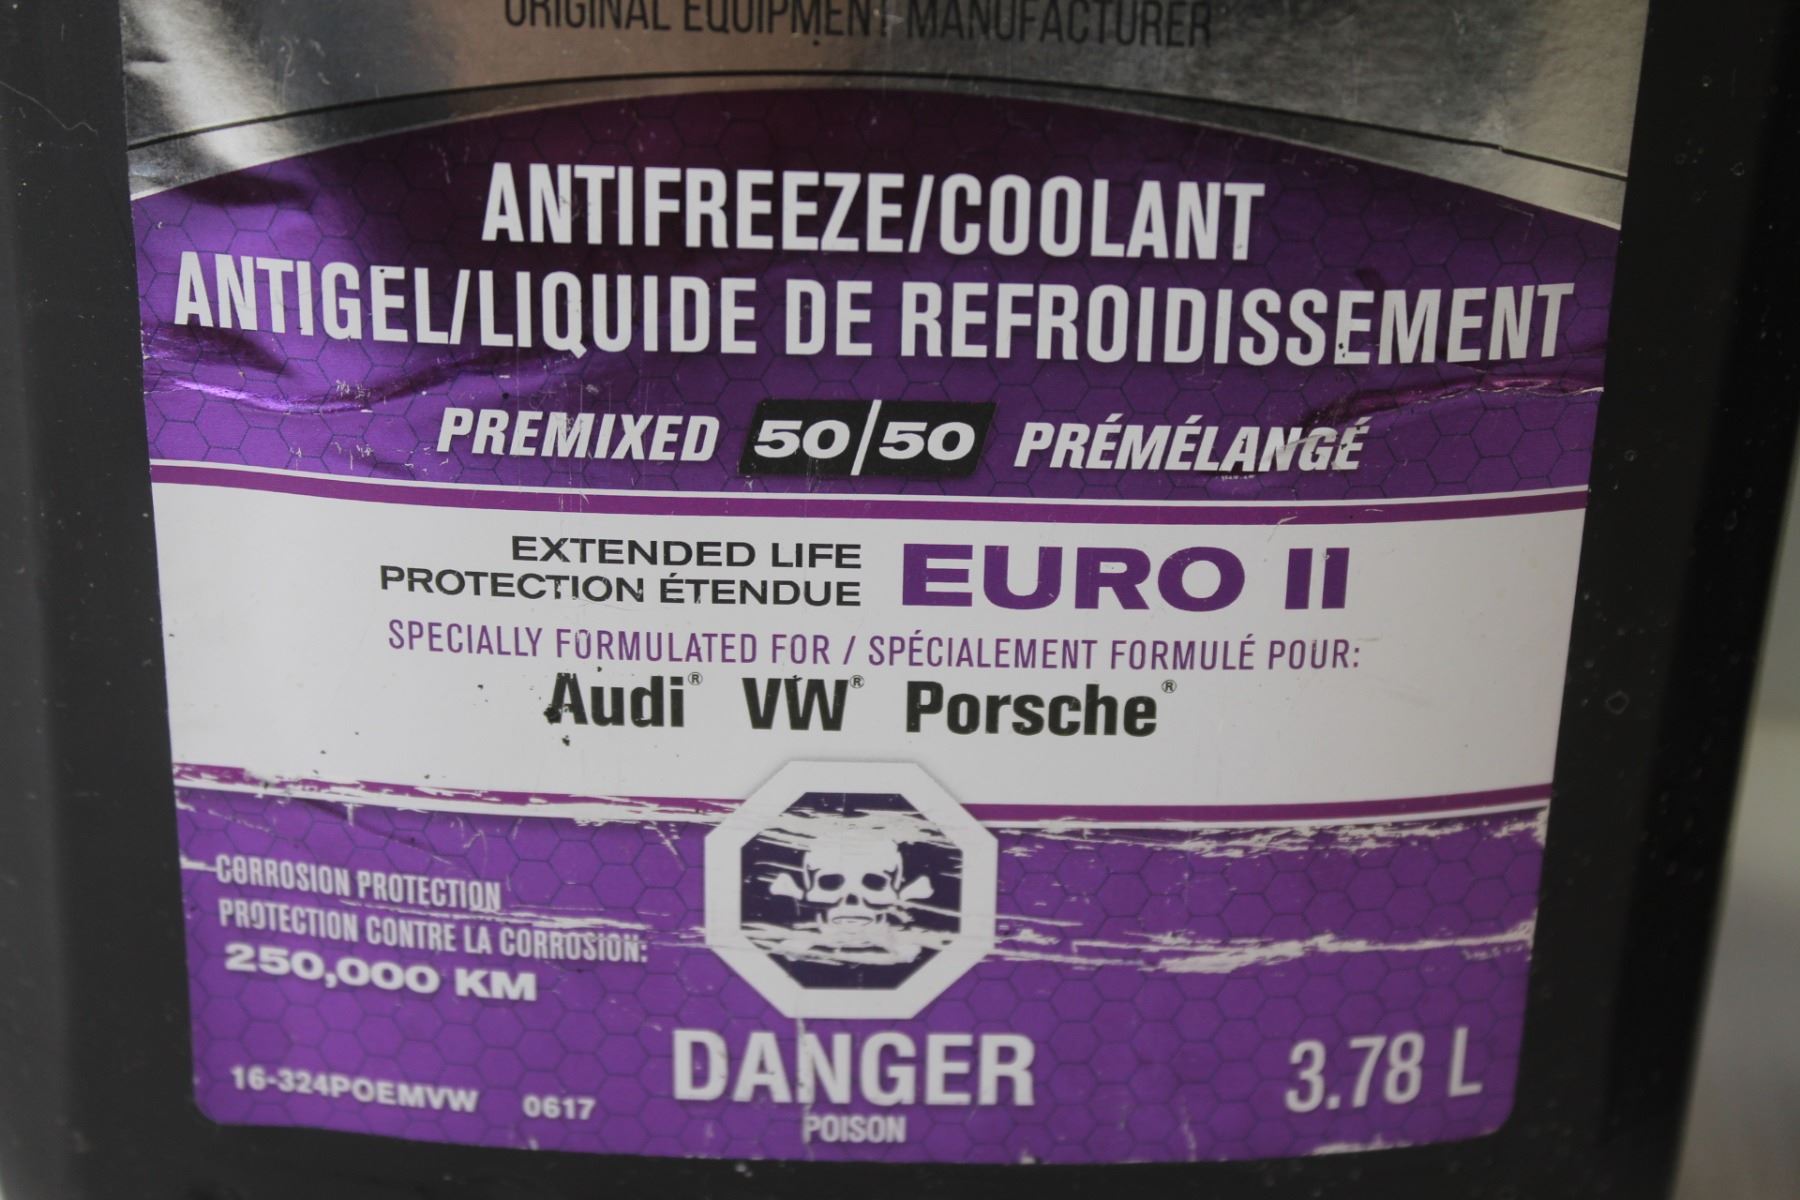 ORIGINAL EQUIPMENT MANUFACTURER
ANTIFREEZE/COOLANT
ANTIGEL/LIQUIDE DE REFROIDISSEMENT
PREMIXED 50/50 PRÉMÉLANGÉ
EXTENDED LIFE
PROTECTION ÉTENDUE
EURO II
SPECIALLY FORMULATED FOR / SPÉCIALEMENT FORMULÉ POUR:
Audi® VW® Porsche®
CORROSION PROTECTION
PROTECTION CONTRE LA CORROSION:
250,000 KM
DANGER
POISON
16-324POEMVW 0617
3.78 L